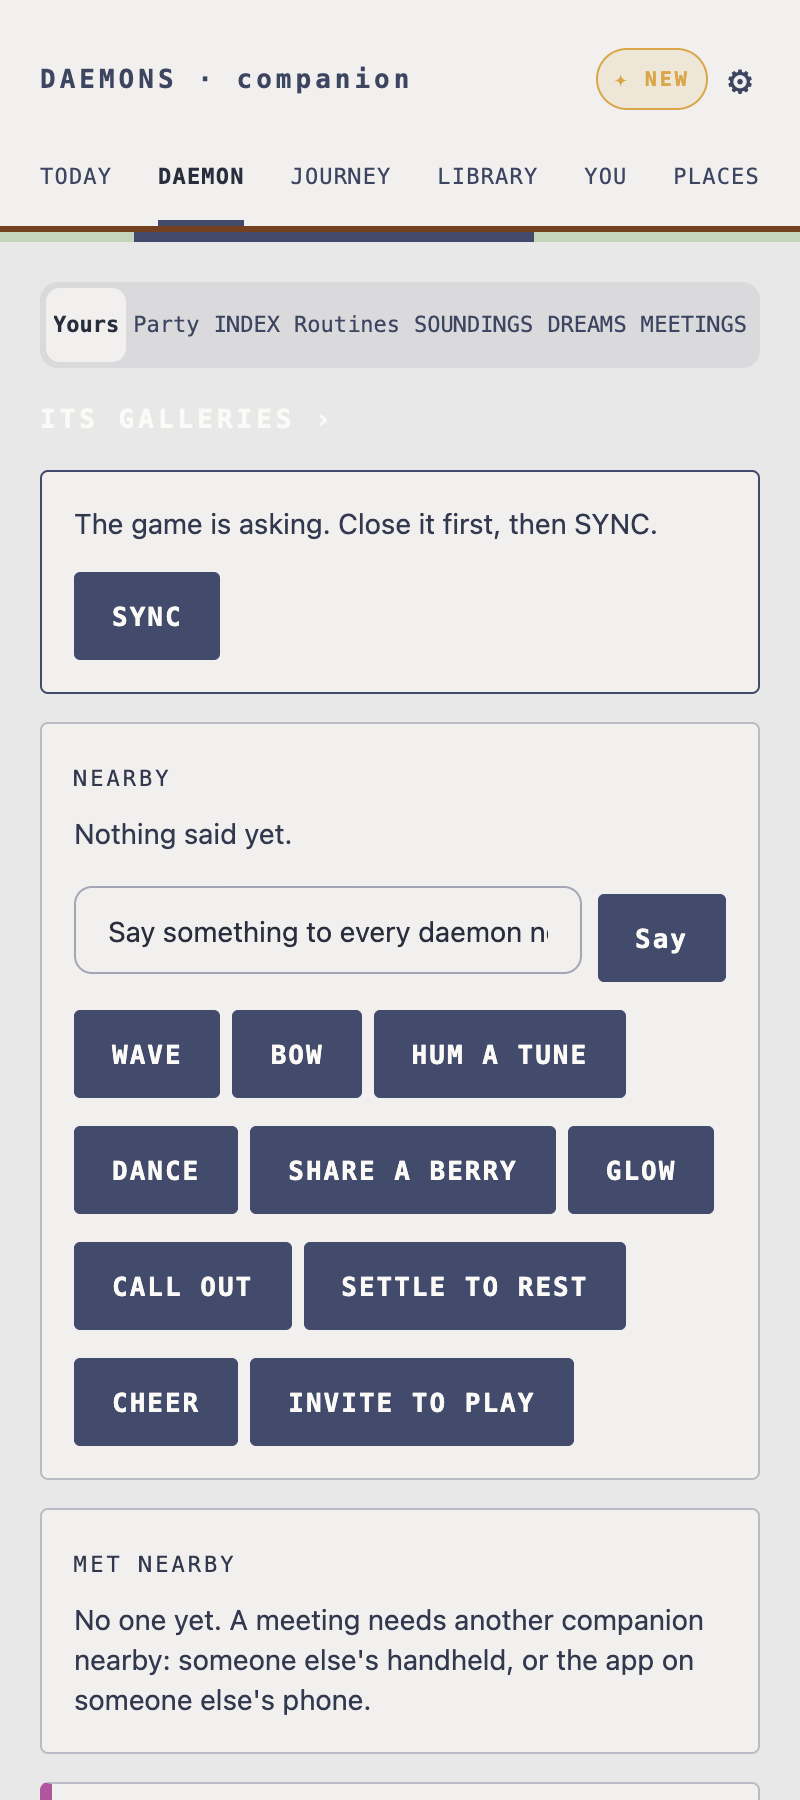 DAEMONS · companion
✦ NEW
TODAY DAEMON JOURNEY LIBRARY YOU PLACES
Yours Party INDEX Routines SOUNDINGS DREAMS MEETINGS
ITS GALLERIES ›
The game is asking. Close it first, then SYNC.
SYNC
NEARBY
Nothing said yet.
Say something to every daemon
Say
WAVE BOW HUM A TUNE
DANCE SHARE A BERRY GLOW
CALL OUT SETTLE TO REST
CHEER INVITE TO PLAY
MET NEARBY
No one yet. A meeting needs another companion
nearby: someone else's handheld, or the app on
someone else's phone.